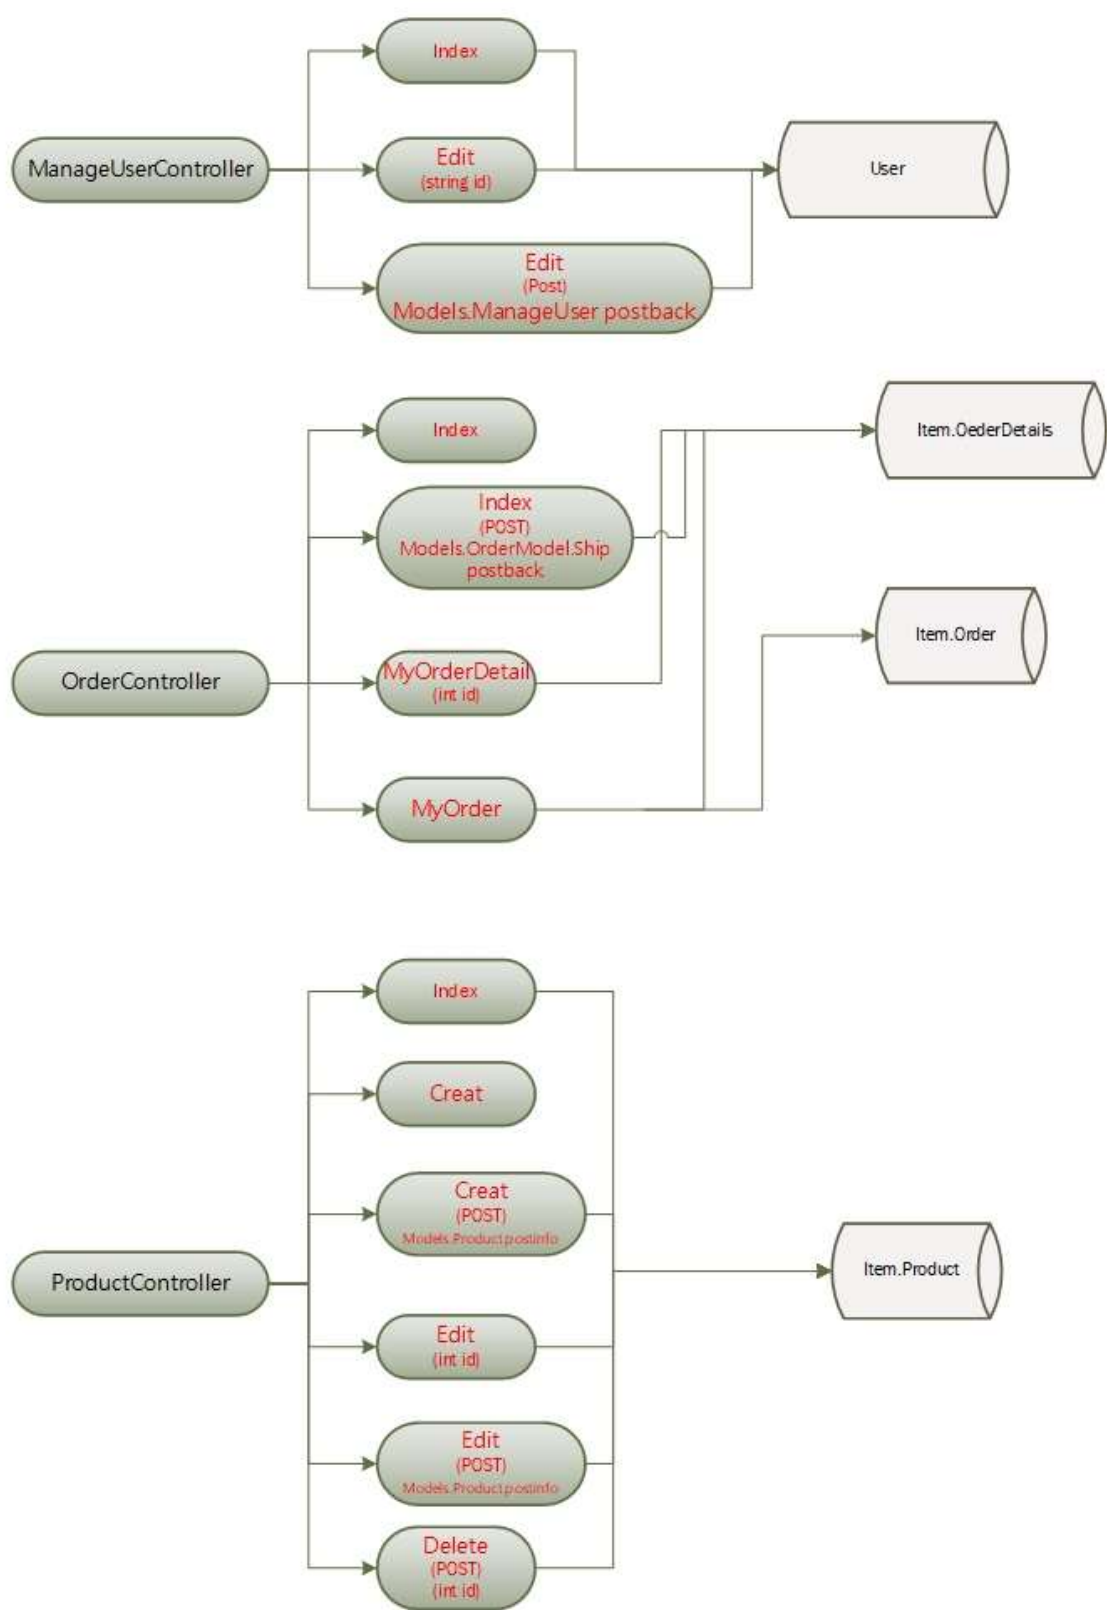 Index
ManageUserController
Edit
(string id)
User
Edit
(Post)
Models.ManageUser postback
Index
Item.OederDetails
Index
(POST)
Models.OrderModel.Ship
postback
Item.Order
OrderController
MyOrderDetail
(int id)
MyOrder
Index
Creat
Creat
(POST)
Models.Product postinfo
ProductController
Item.Product
Edit
(int id)
Edit
(POST)
Models.Product postinfo
Delete
(POST)
(int id)